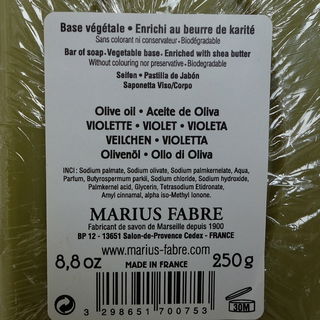 Base végétale • Enrichi au beurre de karité
Sans colorant ni conservateur • Biodégradable
Bar of soap • Vegetable base • Enriched with shea butter
Without colouring nor preservative • Biodegradable
Seifen • Pastilla de Jabón
Saponetta Viso/Corpo
Olive oil • Aceite de Oliva
VIOLETTE • VIOLET • VIOLETA
VEILCHEN • VIOLETTA
Olivenöl • Olio di Oliva
INCI : Sodium palmate, Sodium olivate, Sodium palmkernelate, Aqua,
Parfum, Butyrospermum parkii, Sodium chloride, Sodium hydroxide,
Palmkernel acid, Glycerin, Tetrasodium Etidronate,
Amyl cinnamal, alpha iso-Methyl Ionone.
MARIUS FABRE
Fabricant de savon de Marseille depuis 1900
BP 12 - 13651 Salon-de-Provence Cedex - FRANCE
www.marius-fabre.com
8,8 oz MADE IN FRANCE 250 g
30M
3 298651 700753